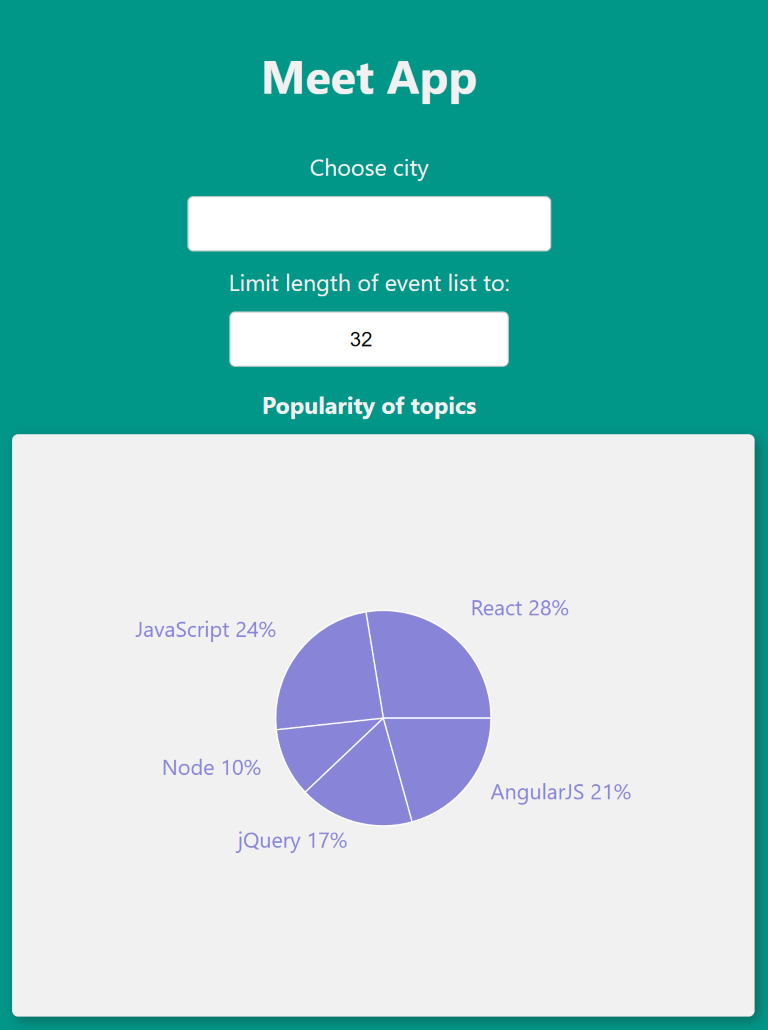 Meet App
Choose city
Limit length of event list to:
32
Popularity of topics
React 28%
JavaScript 24%
Node 10%
AngularJS 21%
jQuery 17%